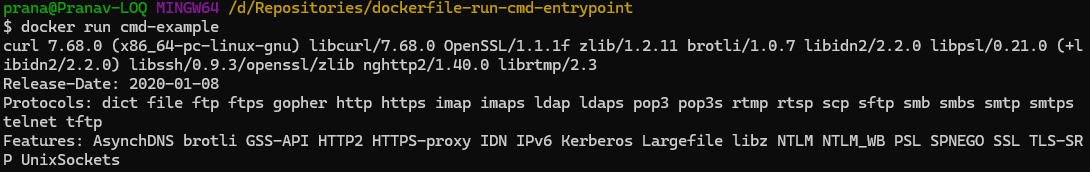 prana@Pranav-LOQ MINGW64 /d/Repositories/dockerfile-run-cmd-entrypoint
$ docker run cmd-example
curl 7.68.0 (x86_64-pc-linux-gnu) libcurl/7.68.0 OpenSSL/1.1.1f zlib/1.2.11 brotli/1.0.7 libidn2/2.2.0 libpsl/0.21.0 (+l
ibidn2/2.2.0) libssh/0.9.3/openssl/zlib nghttp2/1.40.0 librtmp/2.3
Release-Date: 2020-01-08
Protocols: dict file ftp ftps gopher http https imap imaps ldap ldaps pop3 pop3s rtmp rtsp scp sftp smb smbs smtp smtps
telnet tftp
Features: AsynchDNS brotli GSS-API HTTP2 HTTPS-proxy IDN IPv6 Kerberos Largefile libz NTLM NTLM_WB PSL SPNEGO SSL TLS-SR
P UnixSockets